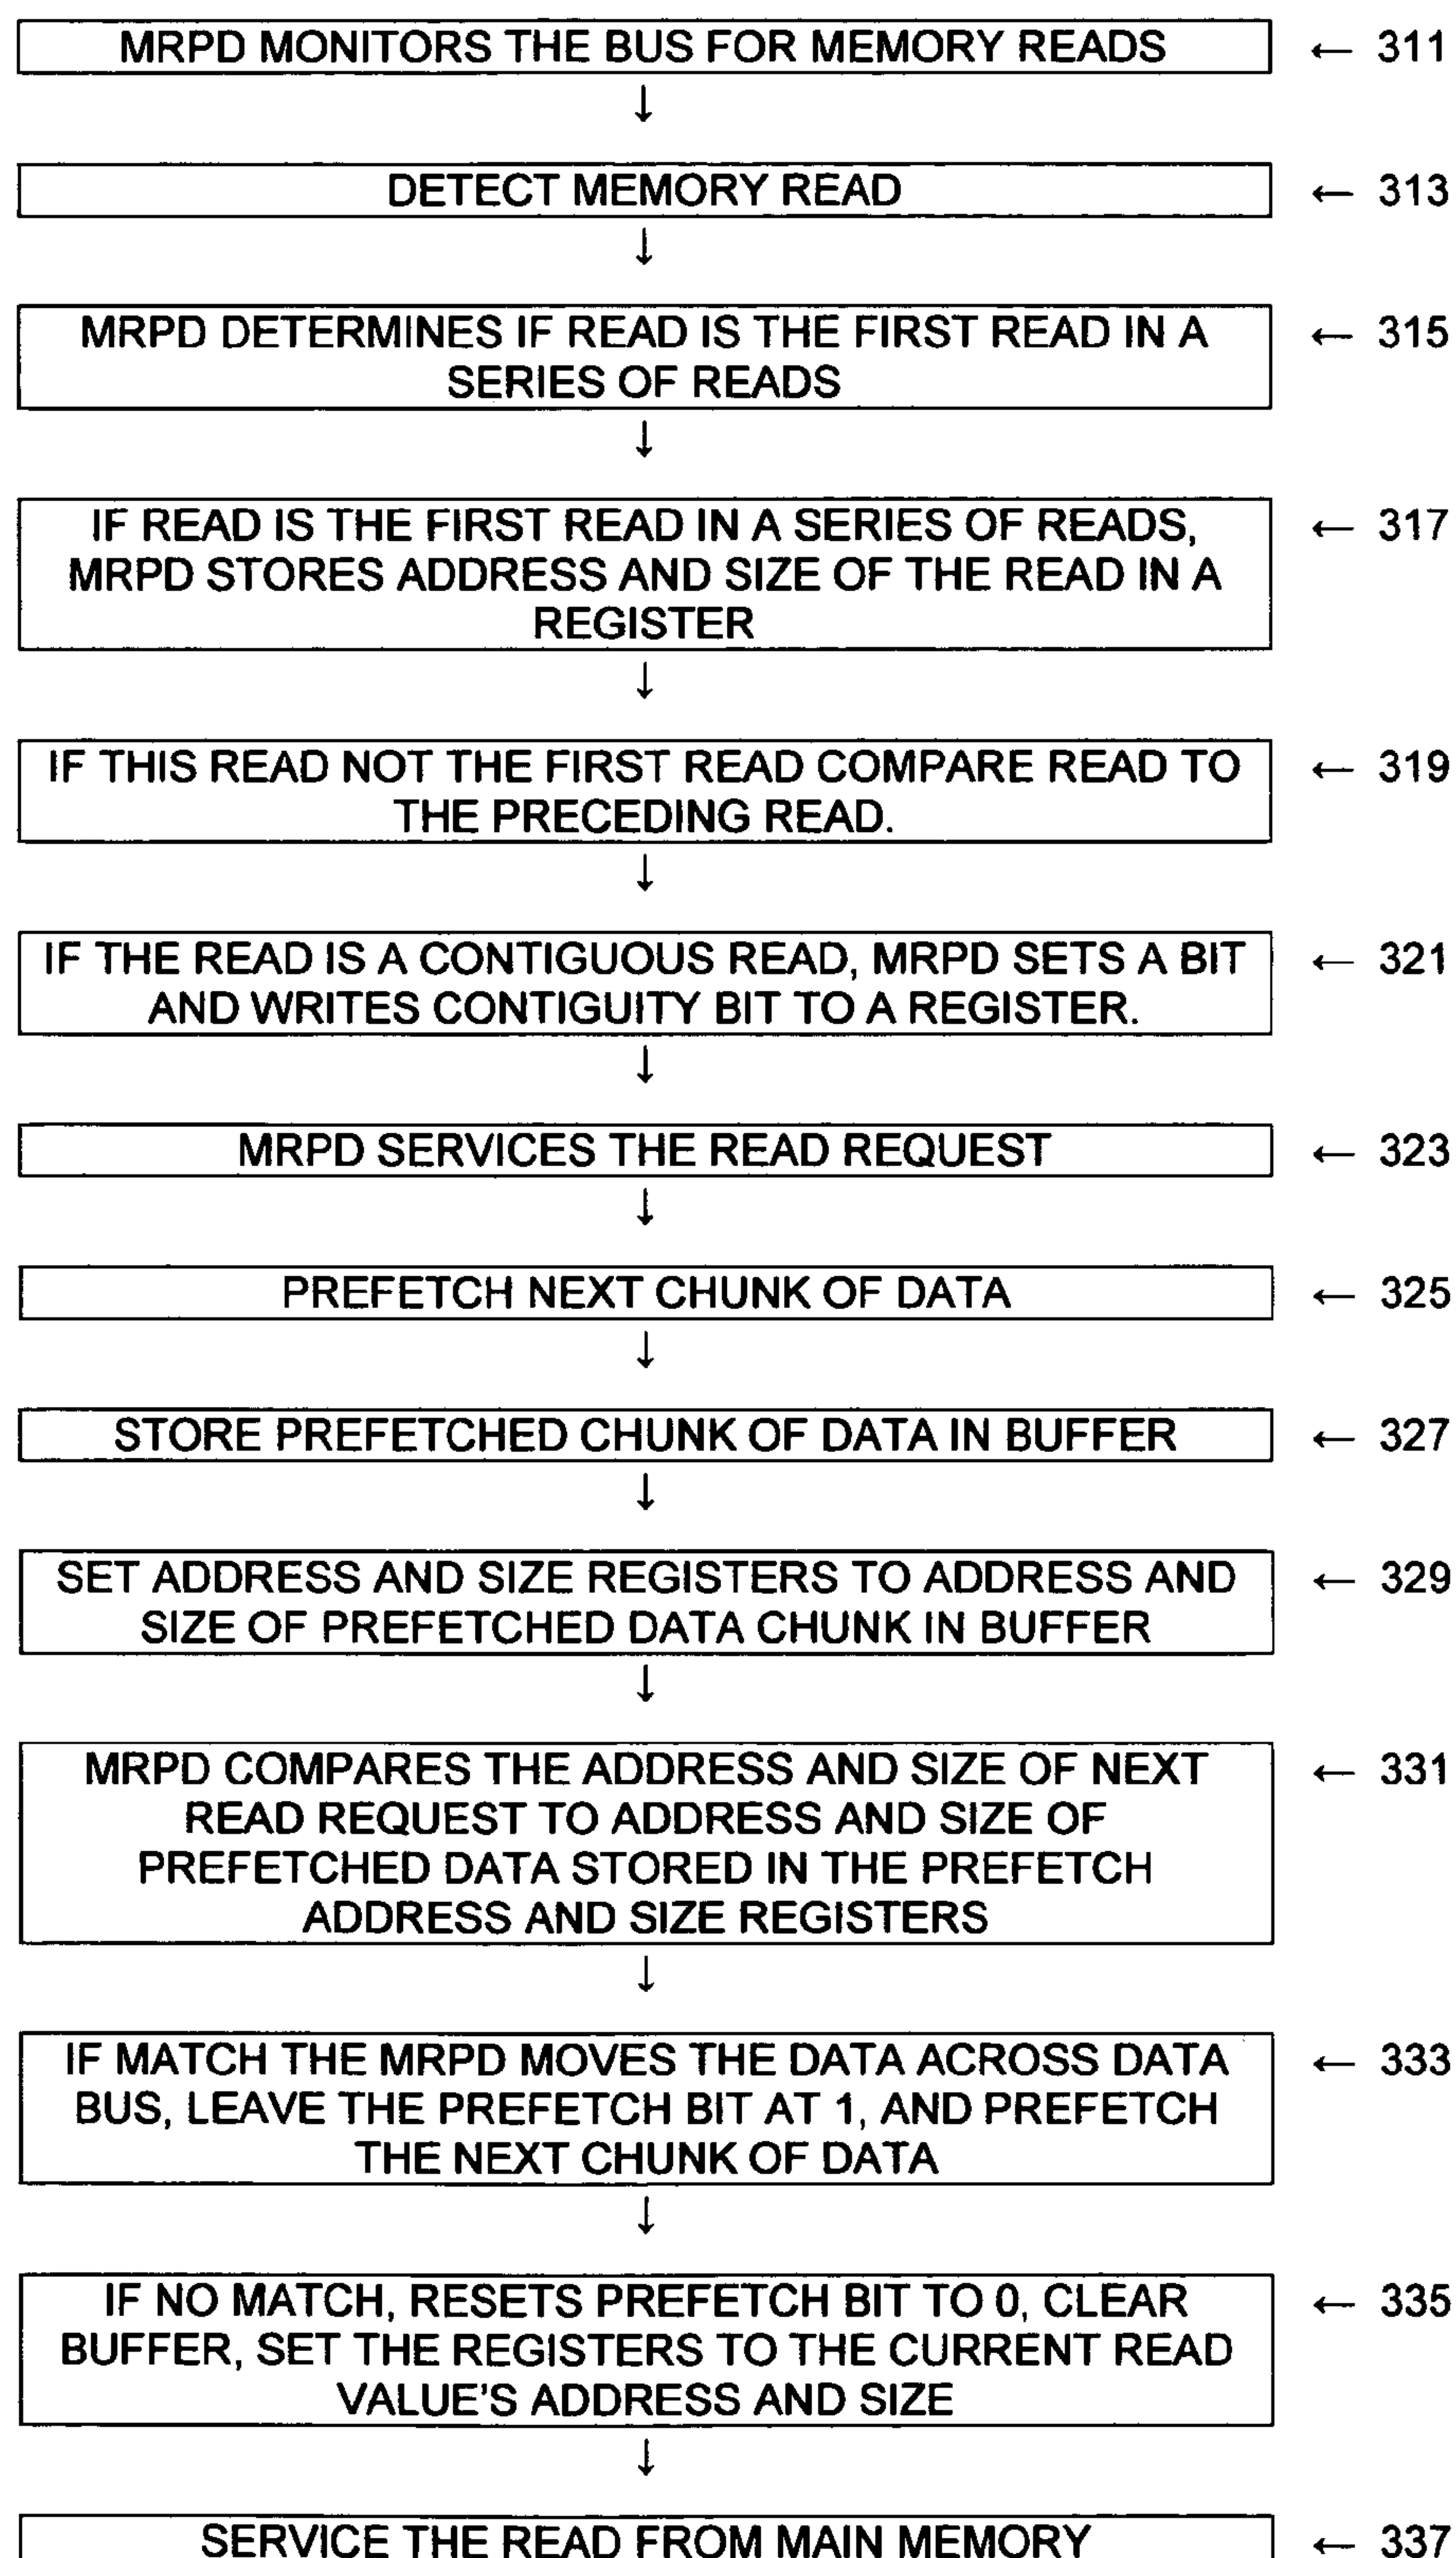 MRPD MONITORS THE BUS FOR MEMORY READS ← 311
↓
DETECT MEMORY READ ← 313
↓
MRPD DETERMINES IF READ IS THE FIRST READ IN A ← 315
SERIES OF READS
↓
IF READ IS THE FIRST READ IN A SERIES OF READS, ← 317
MRPD STORES ADDRESS AND SIZE OF THE READ IN A
REGISTER
↓
IF THIS READ NOT THE FIRST READ COMPARE READ TO ← 319
THE PRECEDING READ.
↓
IF THE READ IS A CONTIGUOUS READ, MRPD SETS A BIT ← 321
AND WRITES CONTIGUITY BIT TO A REGISTER.
↓
MRPD SERVICES THE READ REQUEST ← 323
↓
PREFETCH NEXT CHUNK OF DATA ← 325
↓
STORE PREFETCHED CHUNK OF DATA IN BUFFER ← 327
↓
SET ADDRESS AND SIZE REGISTERS TO ADDRESS AND ← 329
SIZE OF PREFETCHED DATA CHUNK IN BUFFER
↓
MRPD COMPARES THE ADDRESS AND SIZE OF NEXT ← 331
READ REQUEST TO ADDRESS AND SIZE OF
PREFETCHED DATA STORED IN THE PREFETCH
ADDRESS AND SIZE REGISTERS
↓
IF MATCH THE MRPD MOVES THE DATA ACROSS DATA ← 333
BUS, LEAVE THE PREFETCH BIT AT 1, AND PREFETCH
THE NEXT CHUNK OF DATA
↓
IF NO MATCH, RESETS PREFETCH BIT TO 0, CLEAR ← 335
BUFFER, SET THE REGISTERS TO THE CURRENT READ
VALUE'S ADDRESS AND SIZE
↓
SERVICE THE READ FROM MAIN MEMORY ← 337